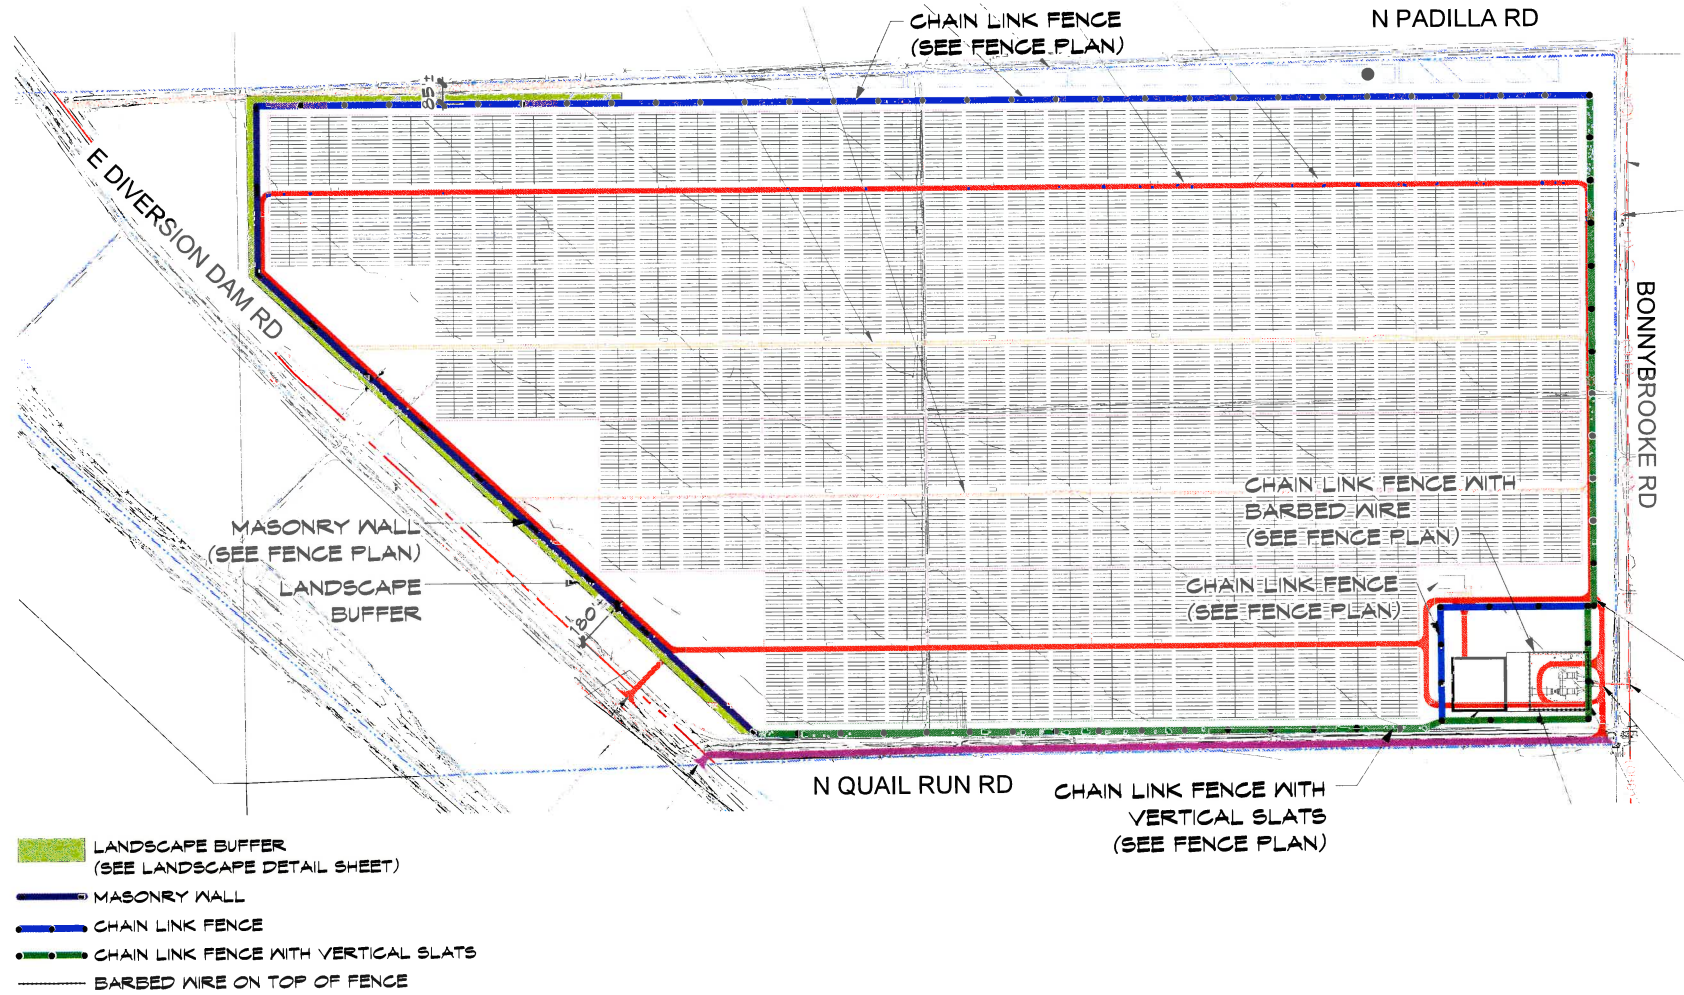 CHAIN LINK FENCE
(SEE FENCE PLAN)
N PADILLA RD
85'±
E DIVERSION DAM RD
BONNYBROOKE RD
CHAIN LINK FENCE WITH
BARBED WIRE
(SEE FENCE PLAN)
MASONRY WALL
(SEE FENCE PLAN)
LANDSCAPE
BUFFER
CHAIN LINK FENCE
(SEE FENCE PLAN)
180'±
N QUAIL RUN RD
CHAIN LINK FENCE WITH
VERTICAL SLATS
(SEE FENCE PLAN)
LANDSCAPE BUFFER
(SEE LANDSCAPE DETAIL SHEET)
MASONRY WALL
CHAIN LINK FENCE
CHAIN LINK FENCE WITH VERTICAL SLATS
BARBED WIRE ON TOP OF FENCE